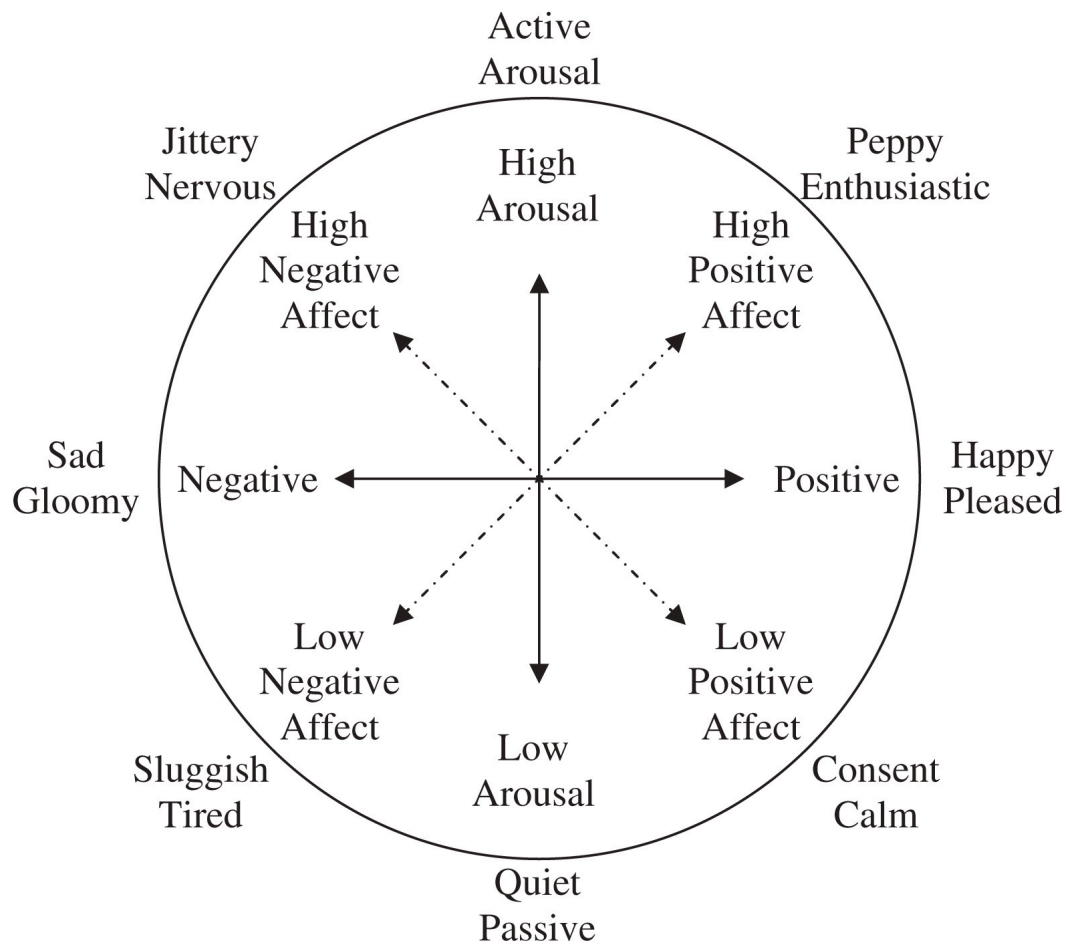 Active
Arousal
Jittery
Nervous
Peppy
Enthusiastic
High
Arousal
High
Negative
Affect
High
Positive
Affect
Sad
Gloomy
Negative
Positive
Happy
Pleased
Low
Negative
Affect
Low
Positive
Affect
Low
Arousal
Sluggish
Tired
Consent
Calm
Quiet
Passive